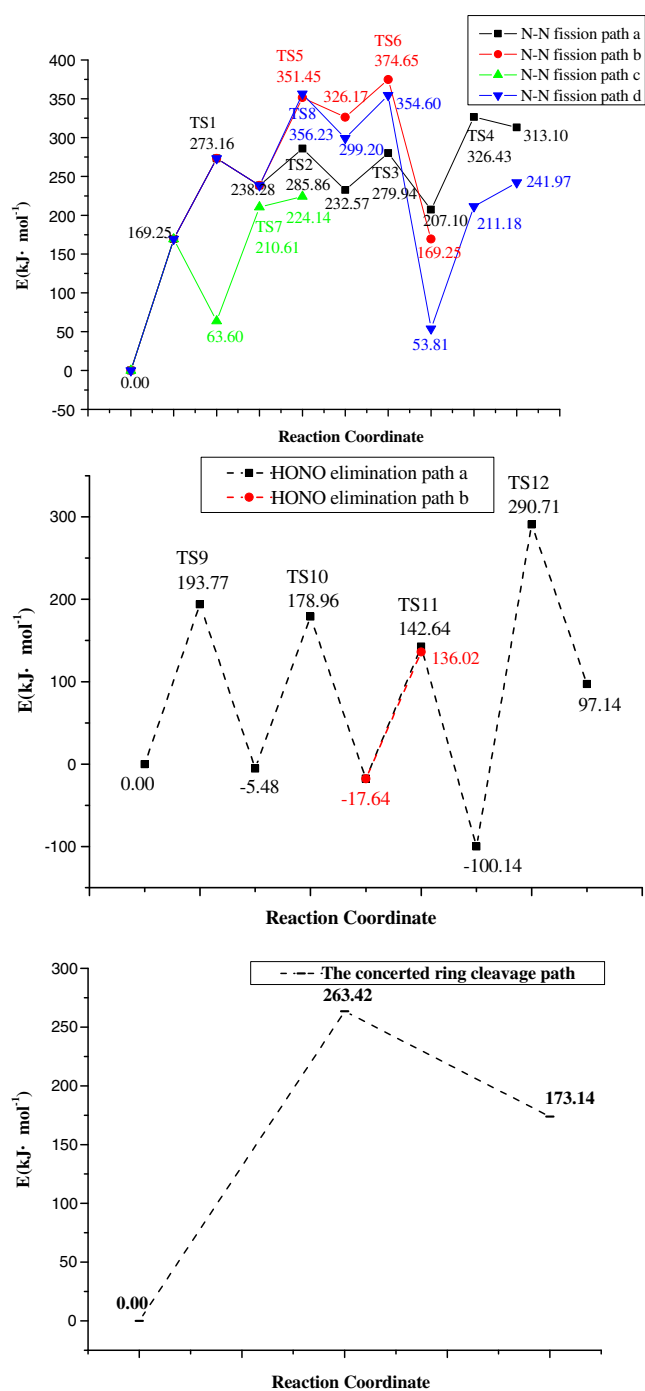 N-N fission path a
N-N fission path b
N-N fission path c
N-N fission path d
400
350
300
250
200
150
100
50
0
-50
E(kJ· mol⁻¹)
TS5
351.45
TS6
374.65
326.17
TS1
273.16
TS8
356.23
354.60
299.20
TS4
326.43
313.10
TS2
285.86
TS3
279.94
238.28
232.57
169.25
TS7
210.61
224.14
207.10
211.18
241.97
169.25
63.60
53.81
0.00
Reaction Coordinate
HONO elimination path a
HONO elimination path b
300
200
100
0
-100
E(kJ· mol⁻¹)
TS12
290.71
TS9
193.77
TS10
178.96
TS11
142.64
136.02
97.14
0.00
-5.48
-17.64
-100.14
Reaction Coordinate
The concerted ring cleavage path
300
250
200
150
100
50
0
E(kJ· mol⁻¹)
263.42
173.14
0.00
Reaction Coordinate